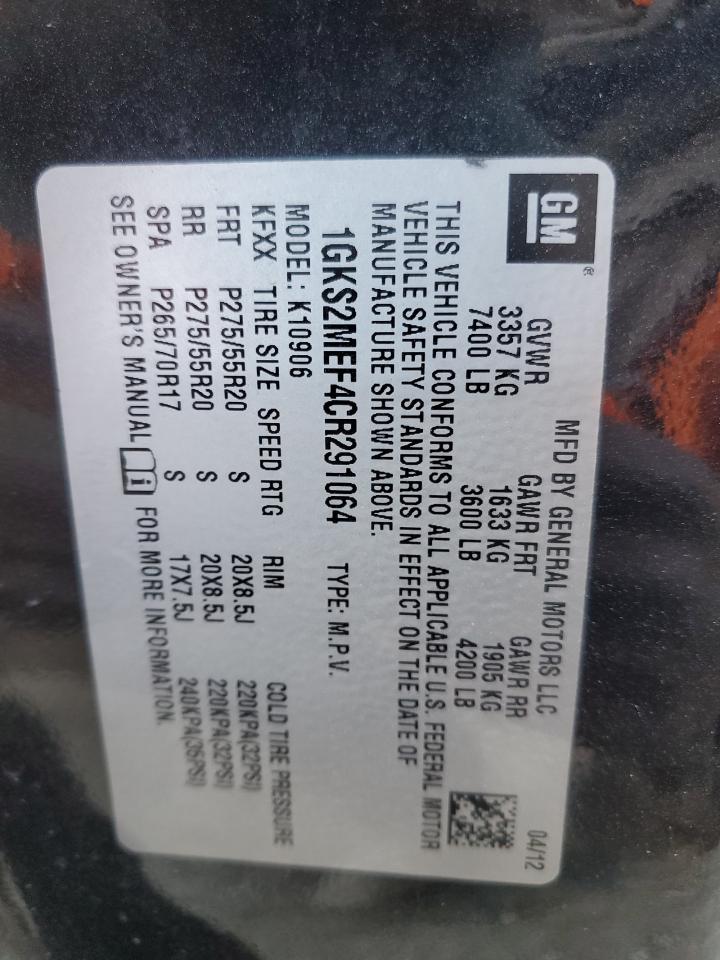 GM®
MFD BY GENERAL MOTORS LLC 04/12
GVWR GAWR FRT GAWR RR
3357 KG 1633 KG 1905 KG
7400 LB 3600 LB 4200 LB
THIS VEHICLE CONFORMS TO ALL APPLICABLE U.S. FEDERAL MOTOR
VEHICLE SAFETY STANDARDS IN EFFECT ON THE DATE OF
MANUFACTURE SHOWN ABOVE.
1GKS2MEF4CR291064 TYPE: M.P.V.
MODEL: K10906
KFXX TIRE SIZE SPEED RTG RIM COLD TIRE PRESSURE
FRT P275/55R20 S 20X8.5J 220KPA(32PSI)
RR P275/55R20 S 20X8.5J 220KPA(32PSI)
SPA P265/70R17 S 17X7.5J 240KPA(35PSI)
SEE OWNER'S MANUAL FOR MORE INFORMATION.